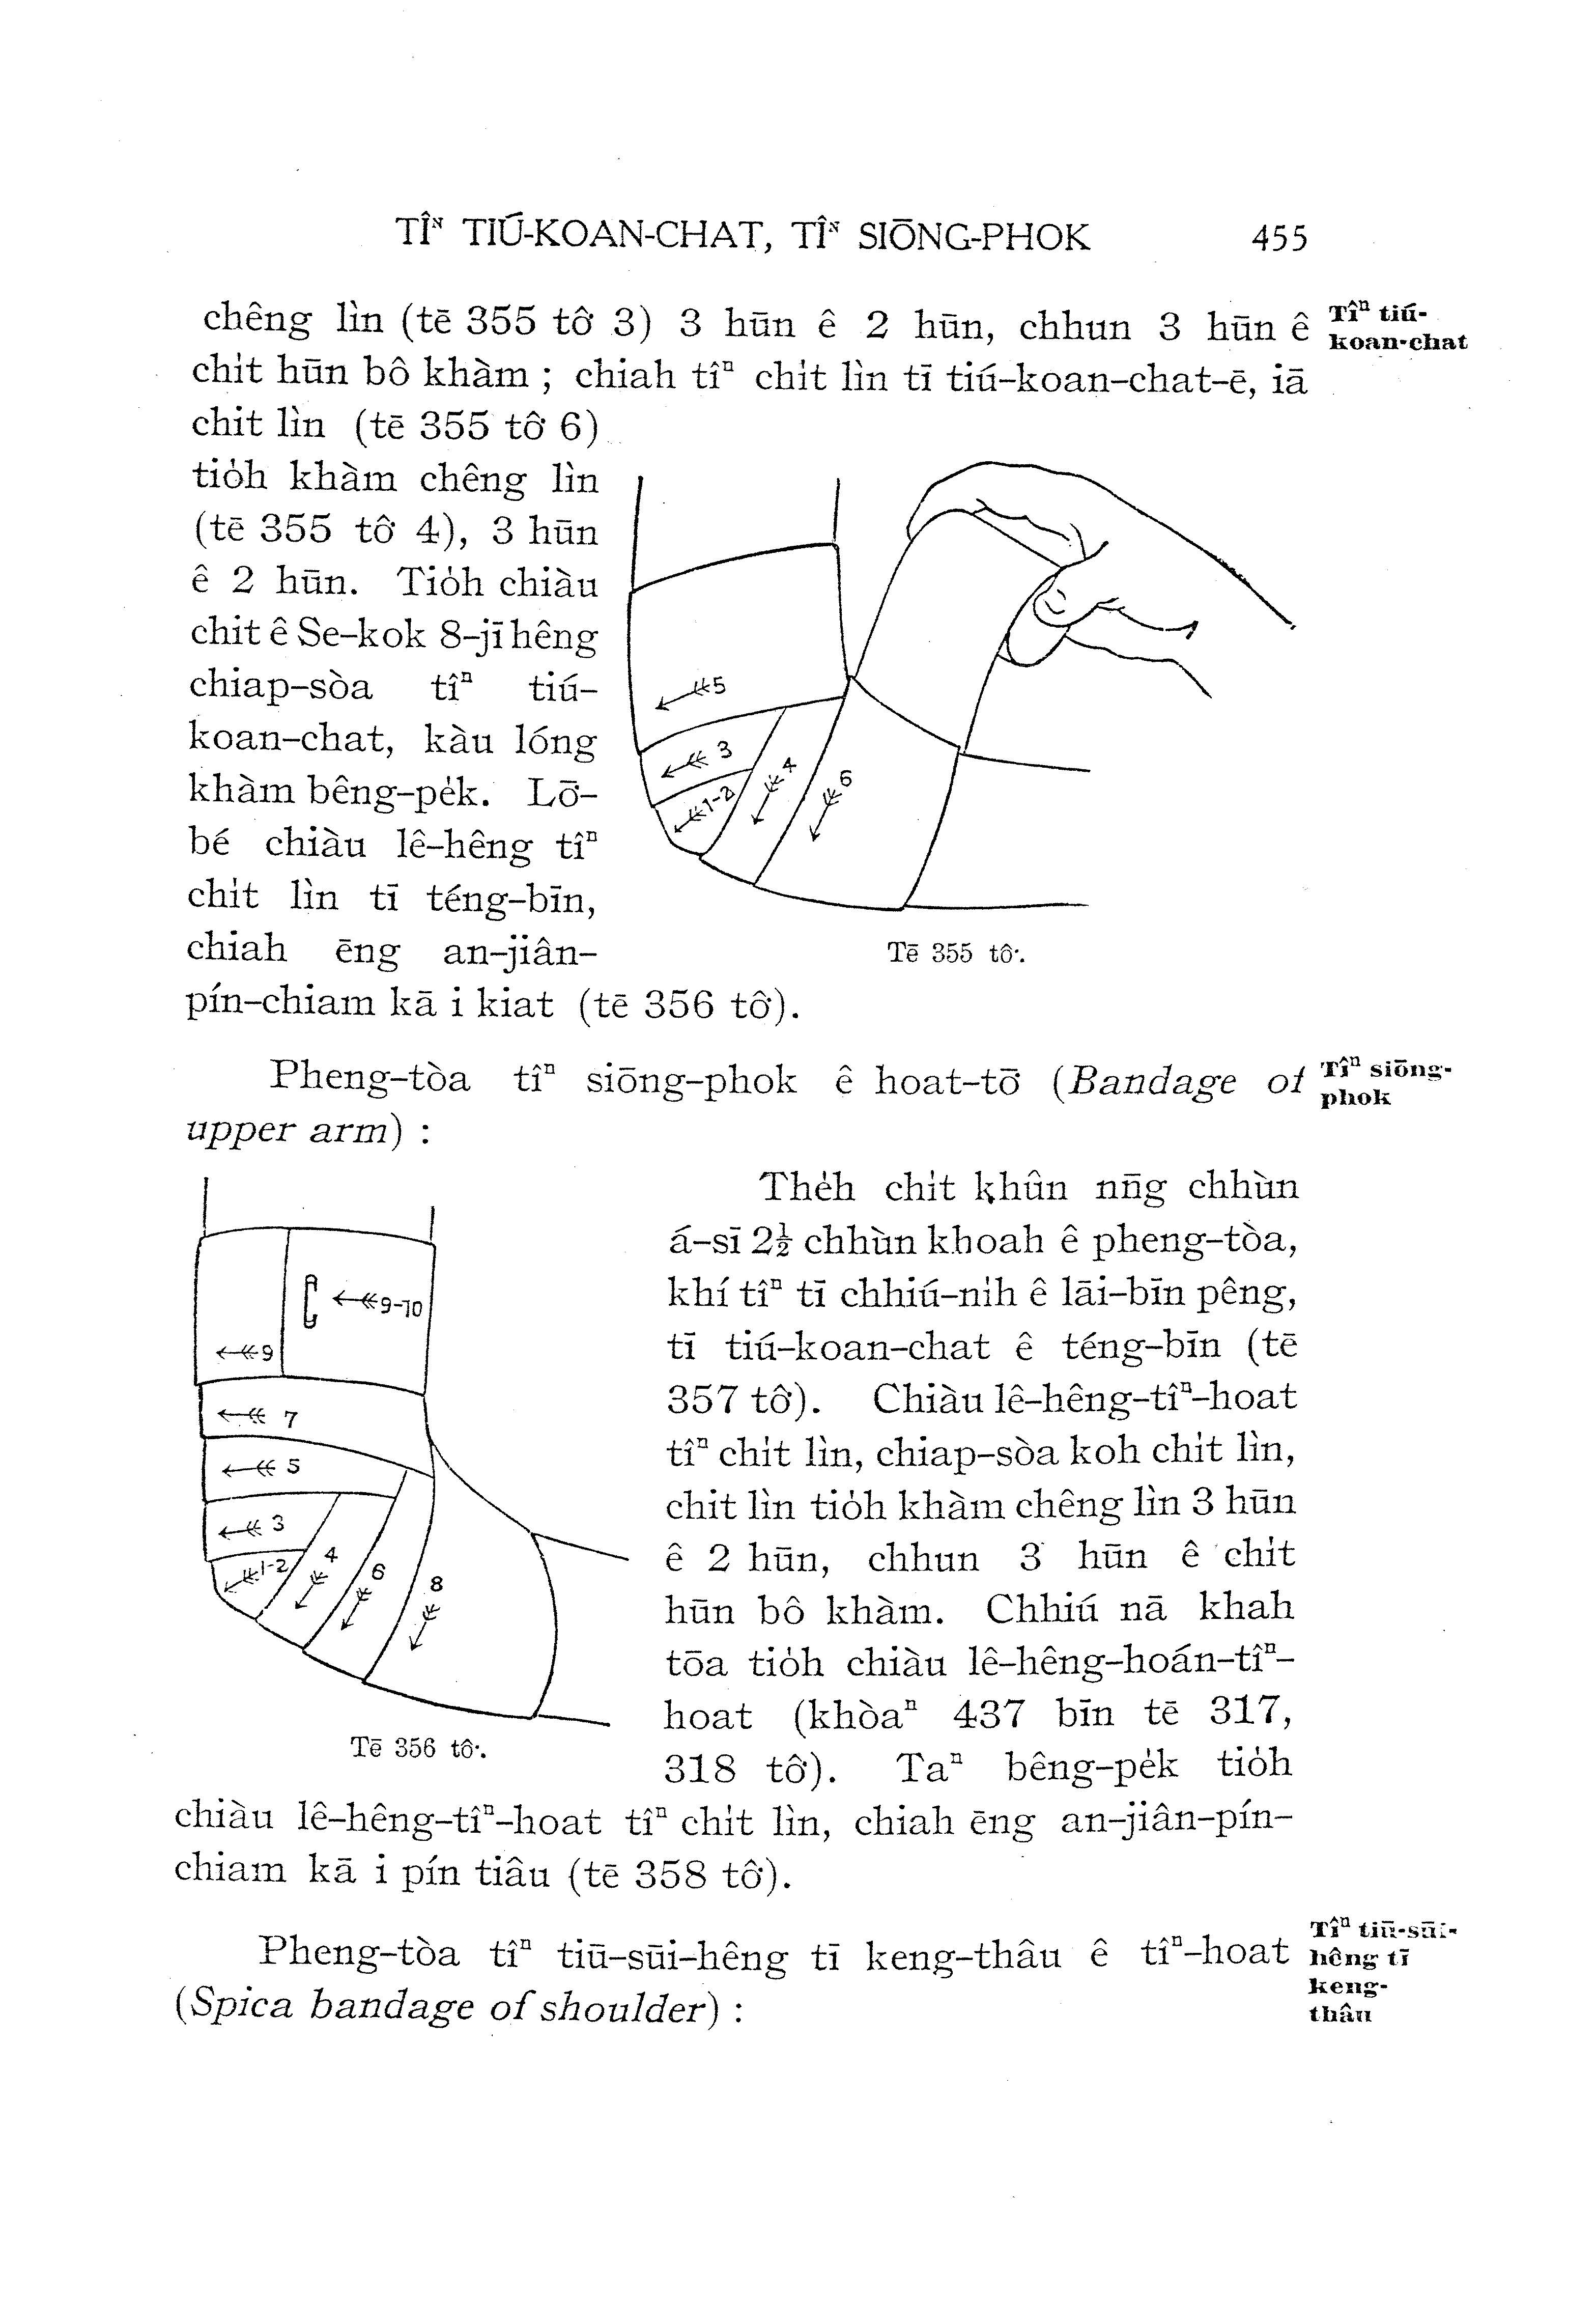 TÎᴺ TIÚ-KOAN-CHAT, TÎᴺ SIŌNG-PHOK 455
chêng lìn (tē 355 tô͘ 3) 3 hūn ê 2 hūn, chhun 3 hūn ê
Tîⁿ tiú-
koan-chat
chi̍t hūn bô khàm ; chiah tîⁿ chi̍t lìn tī tiú-koan-chat-ē, iā
chit lìn (tē 355 tô͘ 6)
tio̍h khàm chêng lìn
(tē 355 tô͘ 4), 3 hūn
ê 2 hūn. Tio̍h chiàu
chit ê Se-kok 8-jī hêng
chiap-sòa tîⁿ tiú-
koan-chat, kàu lóng
khàm bêng-pe̍k. Lō͘-
bé chiàu lê-hêng tîⁿ
chi̍t lìn tī téng-bīn,
chiah ēng an-jiân-
pín-chiam kā i kiat (tē 356 tô͘).
5
3
1-2
4
6
Tē 355 tô͘.
Pheng-tòa tîⁿ siōng-phok ê hoat-tō͘ (Bandage of
Tîⁿ siōng-
phok
upper arm) :
The̍h chi̍t khûn nn̄g chhùn
á-sī 2½ chhùn khoah ê pheng-tòa,
khí tîⁿ tī chhiú-nih ê lāi-bīn pêng,
tī tiú-koan-chat ê téng-bīn (tē
357 tô͘). Chiàu lê-hêng-tîⁿ-hoat
tîⁿ chi̍t lìn, chiap-sòa koh chi̍t lìn,
chit lìn tio̍h khàm chêng lìn 3 hūn
ê 2 hūn, chhun 3 hūn ê chi̍t
hūn bô khàm. Chhiú nā khah
tōa tio̍h chiàu lê-hêng-hoán-tîⁿ-
hoat (khòaⁿ 437 bīn tē 317,
318 tô͘). Taⁿ bêng-pe̍k tio̍h
chiàu lê-hêng-tîⁿ-hoat tîⁿ chi̍t lìn, chiah ēng an-jiân-pín-
chiam kā i pín tiâu (tē 358 tô͘).
9-10
9
7
5
3
1-2
4
6
8
Tē 356 tô͘.
Pheng-tòa tîⁿ tiū-sūi-hêng tī keng-thâu ê tîⁿ-hoat
(Spica bandage of shoulder) :
Tîⁿ tiū-sūi-
hêng tī
keng-
thâu